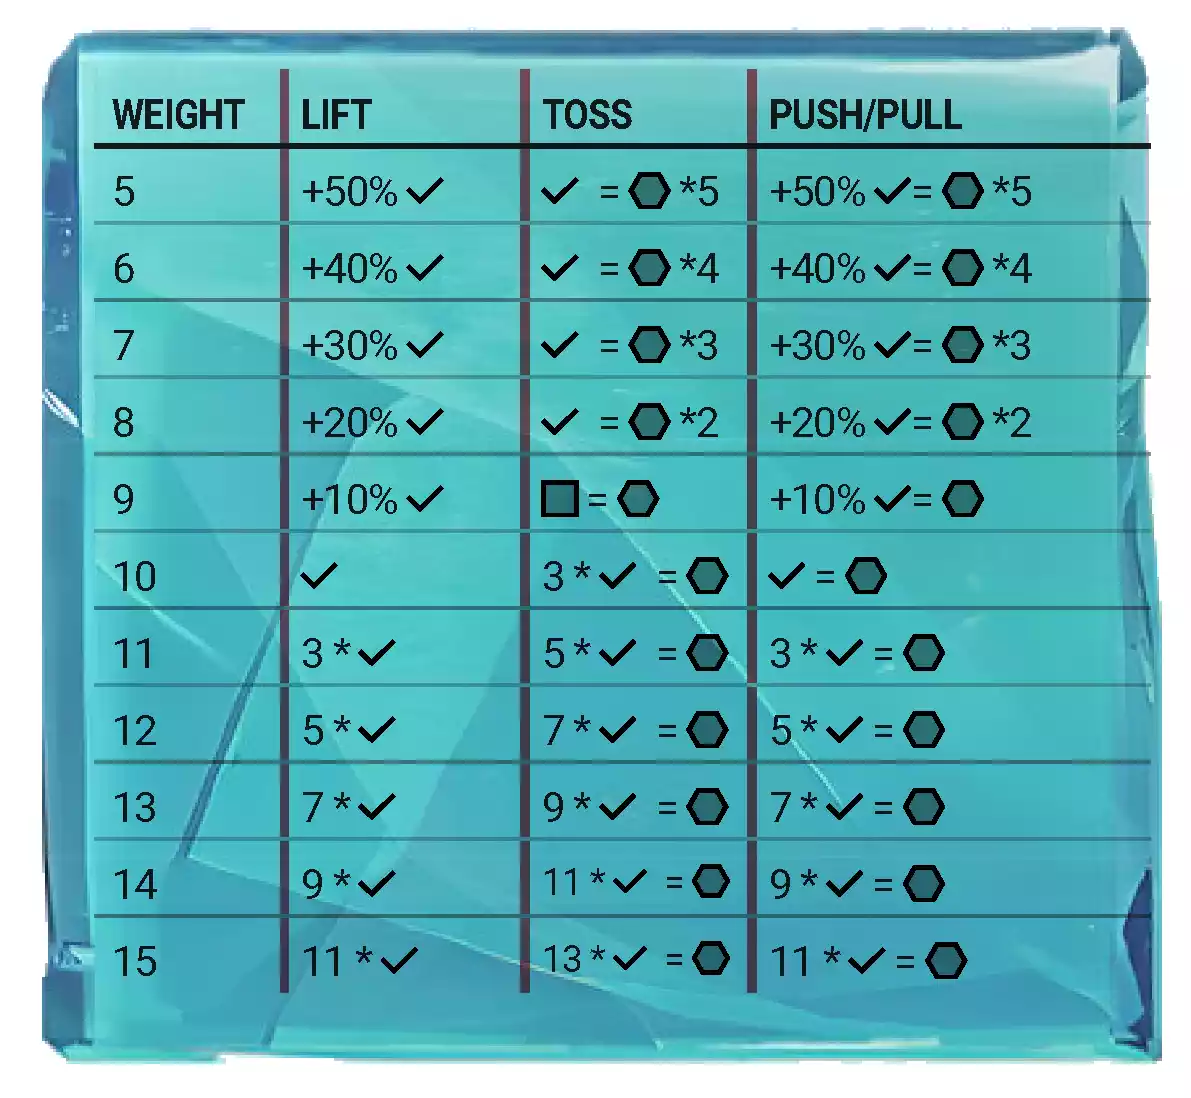 WEIGHT LIFT TOSS PUSH/PULL
5 +50% ✓ ✓ = ⬡ *5 +50% ✓= ⬡ *5
6 +40% ✓ ✓ = ⬡ *4 +40% ✓= ⬡ *4
7 +30% ✓ ✓ = ⬡ *3 +30% ✓= ⬡ *3
8 +20% ✓ ✓ = ⬡ *2 +20% ✓= ⬡ *2
9 +10% ✓ □ = ⬡ +10% ✓= ⬡
10 ✓ 3 * ✓ = ⬡ ✓ = ⬡
11 3 * ✓ 5 * ✓ = ⬡ 3 * ✓ = ⬡
12 5 * ✓ 7 * ✓ = ⬡ 5 * ✓ = ⬡
13 7 * ✓ 9 * ✓ = ⬡ 7 * ✓ = ⬡
14 9 * ✓ 11 * ✓ = ⬡ 9 * ✓ = ⬡
15 11 * ✓ 13 * ✓ = ⬡ 11 * ✓ = ⬡